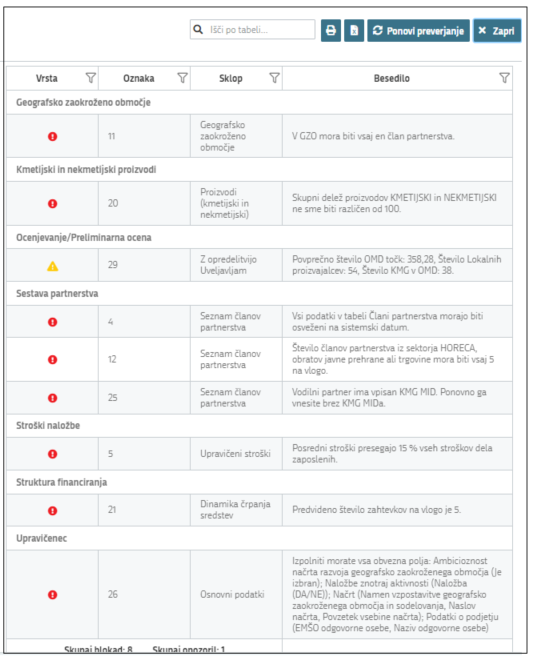 Išči po tabeli...
Ponovi preverjanje
Zapri
Vrsta Oznaka Sklop Besedilo
Geografsko zaokroženo območje
11 Geografsko zaokroženo območje V GZO mora biti vsaj en član partnerstva.
Kmetijski in nekmetijski proizvodi
20 Proizvodi (kmetijski in nekmetijski) Skupni delež proizvodov KMETIJSKI in NEKMETIJSKI ne sme biti različen od 100.
Ocenjevanje/Preliminarna ocena
29 Z opredelitvijo Uveljavljam Povprečno število OMD točk: 358,28, Število Lokalnih proizvajalcev: 54, Število KMG v OMD: 38.
Sestava partnerstva
4 Seznam članov partnerstva Vsi podatki v tabeli Člani partnerstva morajo biti osveženi na sistemski datum.
12 Seznam članov partnerstva Število članov partnerstva iz sektorja HORECA, obratov javne prehrane ali trgovine mora biti vsaj 5 na vlogo.
25 Seznam članov partnerstva Vodilni partner ima vpisan KMG MID. Ponovno ga vnesite brez KMG MIDa.
Stroški naložbe
5 Upravičeni stroški Posredni stroški presegajo 15 % vseh stroškov dela zaposlenih.
Struktura financiranja
21 Dinamika črpanja sredstev Predvideno število zahtevkov na vlogo je 5.
Upravičenec
26 Osnovni podatki Izpolniti morate vsa obvezna polja: Ambicioznost načrta razvoja geografsko zaokroženega območja (Je izbran); Naložbe znotraj aktivnosti (Naložba (DA/NE)); Načrt (Namen vzpostavitve geografsko zaokroženega območja in sodelovanja, Naslov načrta, Povzetek vsebine načrta); Podatki o podjetju (EMŠO odgovorne osebe, Naziv odgovorne osebe)
Skupaj blokad: 8 Skupaj opozoril: 1